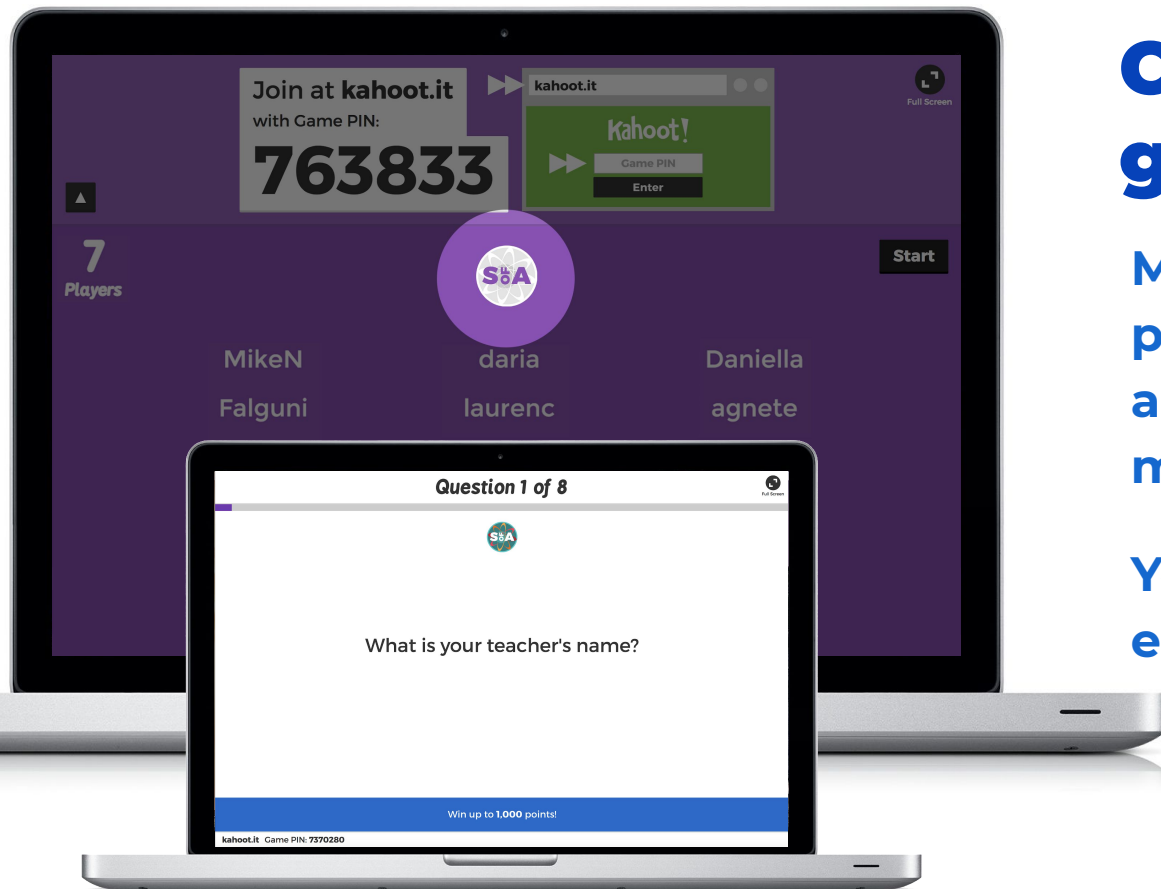 Join at kahoot.it
with Game PIN:
763833
kahoot.it
Kahoot!
Game PIN
Enter
Full Screen
▲
7
Players
S OF A
Start
MikeN daria Daniella
Falguni laurenc agnete
Question 1 of 8
Full Screen
S OF A
What is your teacher's name?
Win up to 1,000 points!
kahoot.it Game PIN: 7370280
g
M
p
a
Y
e